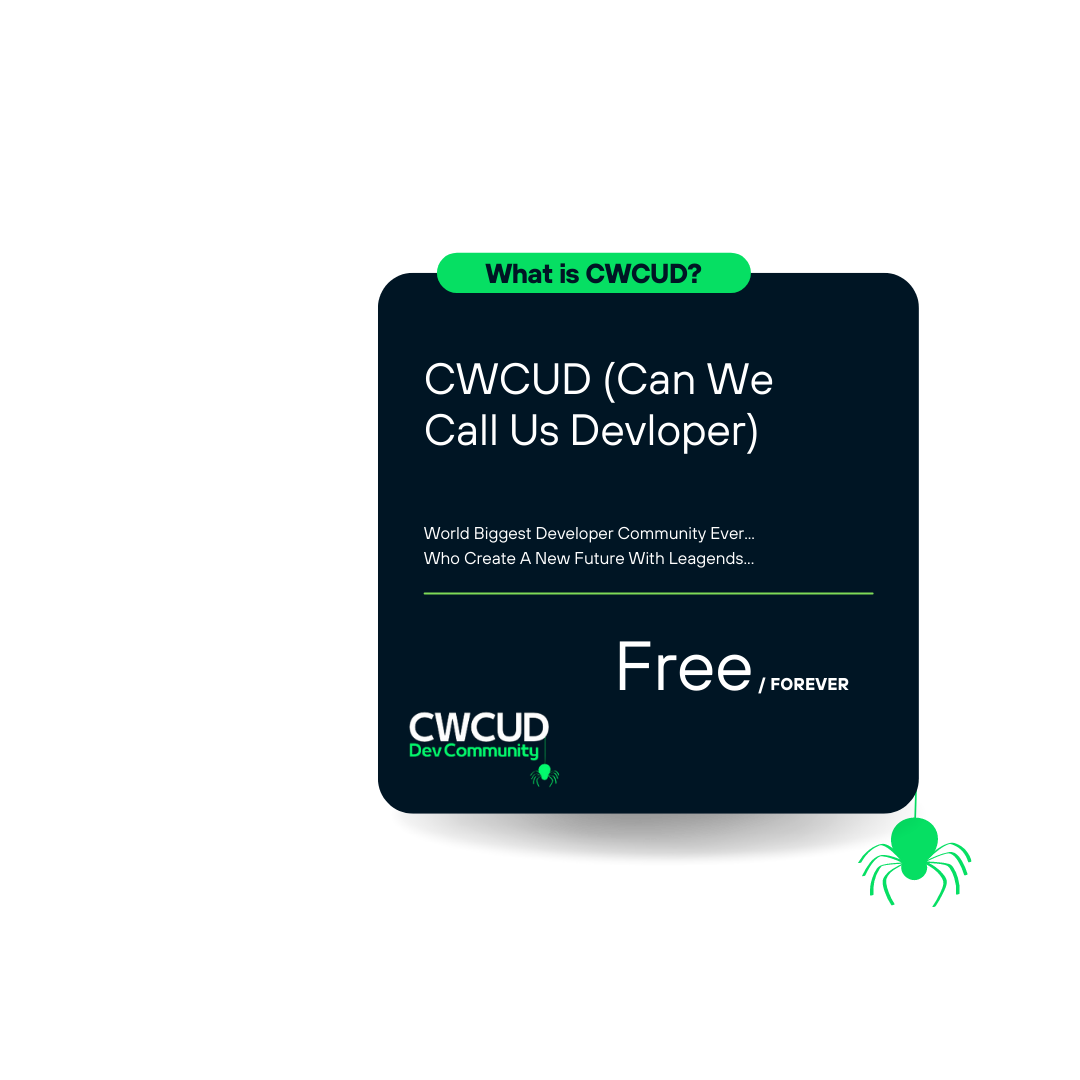 What is CWCUD?
CWCUD (Can We
Call Us Devloper)
World Biggest Developer Community Ever...
Who Create A New Future With Leagends...
Free / FOREVER
CWCUD
Dev Community